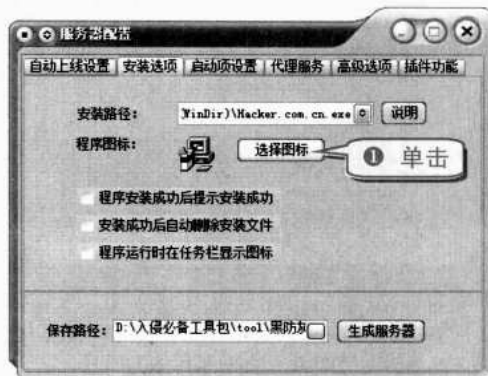 服务器配置
自动上线设置 安装选项 启动项设置 代理服务 高级选项 插件功能
安装路径: WinDir)\Hacker.com.cn.exe 说明
程序图标: 选择图标 ❶ 单击
程序安装成功后提示安装成功
安装成功后自动删除安装文件
程序运行时在任务栏显示图标
保存路径: D:\入侵必备工具包\tool\黑防 生成服务器